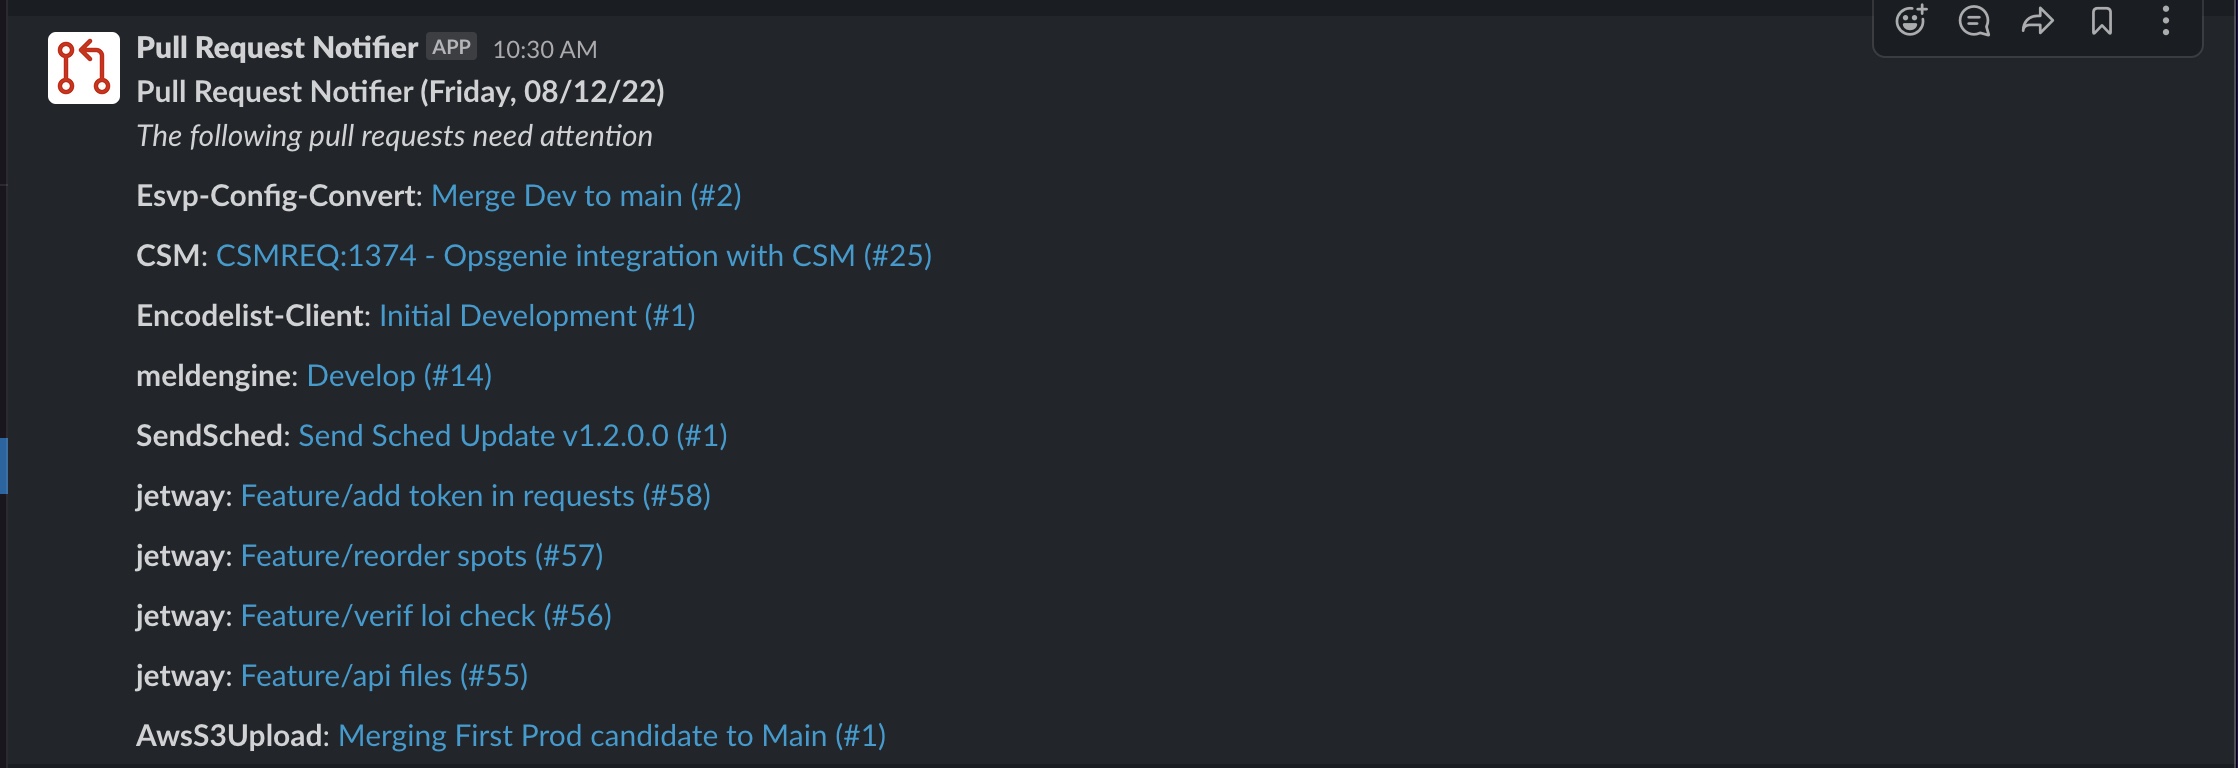 Pull Request Notifier APP 10:30 AM
Pull Request Notifier (Friday, 08/12/22)
The following pull requests need attention
Esvp-Config-Convert: Merge Dev to main (#2)
CSM: CSMREQ:1374 - Opsgenie integration with CSM (#25)
Encodelist-Client: Initial Development (#1)
meldengine: Develop (#14)
SendSched: Send Sched Update v1.2.0.0 (#1)
jetway: Feature/add token in requests (#58)
jetway: Feature/reorder spots (#57)
jetway: Feature/verif loi check (#56)
jetway: Feature/api files (#55)
AwsS3Upload: Merging First Prod candidate to Main (#1)